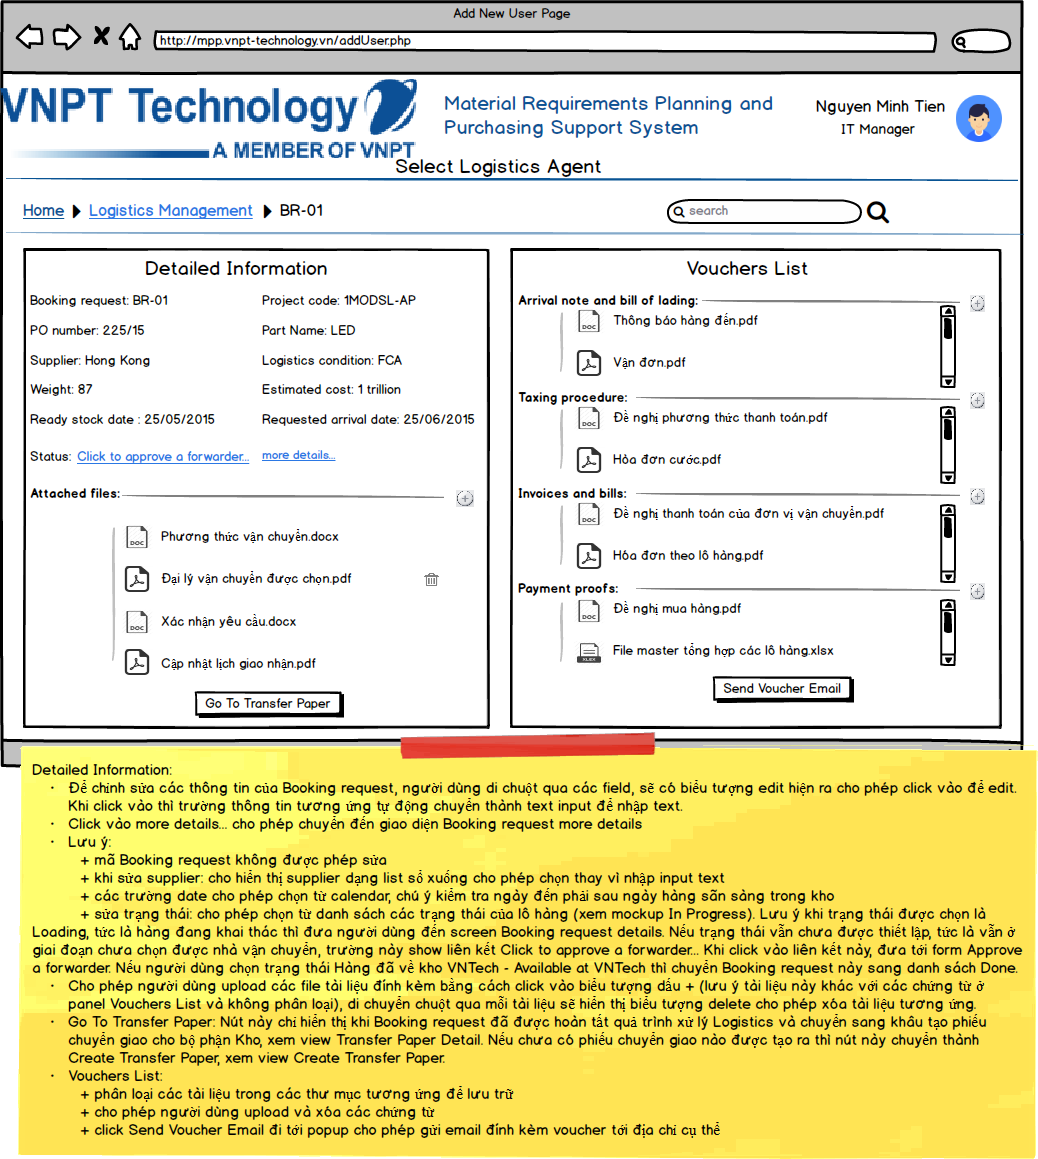 Add New User Page
http://mpp.vnpt-technology.vn/addUser.php
VNPT Technology
A MEMBER OF VNPT
Material Requirements Planning and
Purchasing Support System
Nguyen Minh Tien
IT Manager
Select Logistics Agent
Home Logistics Management BR-01
search
Detailed Information
Booking request: BR-01 Project code: 1MODSL-AP
PO number: 225/15 Part Name: LED
Supplier: Hong Kong Logistics condition: FCA
Weight: 87 Estimated cost: 1 trillion
Ready stock date : 25/05/2015 Requested arrival date: 25/06/2015
Status: Click to approve a forwarder... more details...
Attached files:
DOC Phương thức vận chuyển.docx
Đại lý vận chuyển được chọn.pdf
DOC Xác nhận yêu cầu.docx
Cập nhật lịch giao nhận.pdf
Go To Transfer Paper
Vouchers List
Arrival note and bill of lading:
DOC Thông báo hàng đến.pdf
Vận đơn.pdf
Taxing procedure:
DOC Đề nghị phương thức thanh toán.pdf
Hóa đơn cước.pdf
Invoices and bills:
DOC Đề nghị thanh toán của đơn vị vận chuyển.pdf
Hóa đơn theo lô hàng.pdf
Payment proofs:
DOC Đề nghị mua hàng.pdf
XLSX File master tổng hợp các lô hàng.xlsx
Send Voucher Email
Detailed Information:
• Để chỉnh sửa các thông tin của Booking request, người dùng di chuột qua các field, sẽ có biểu tượng edit hiện ra cho phép click vào để edit.
Khi click vào thì trường thông tin tương ứng tự động chuyển thành text input để nhập text.
• Click vào more details... cho phép chuyển đến giao diện Booking request more details
• Lưu ý:
+ mã Booking request không được phép sửa
+ khi sửa supplier: cho hiển thị supplier dạng list sổ xuống cho phép chọn thay vì nhập input text
+ các trường date cho phép chọn từ calendar, chú ý kiểm tra ngày đến phải sau ngày hàng sẵn sàng trong kho
+ sửa trạng thái: cho phép chọn từ danh sách các trạng thái của lô hàng (xem mockup In Progress). Lưu ý khi trạng thái được chọn là
Loading, tức là hàng đang khai thác thì đưa người dùng đến screen Booking request details. Nếu trạng thái vẫn chưa được thiết lập, tức là vẫn ở
giai đoạn chưa chọn được nhà vận chuyển, trường này show liên kết Click to approve a forwarder... Khi click vào liên kết này, đưa tới form Approve
a forwarder. Nếu người dùng chọn trạng thái Hàng đã về kho VNTech - Available at VNTech thì chuyển Booking request này sang danh sách Done.
• Cho phép người dùng upload các file tài liệu đính kèm bằng cách click vào biểu tượng dấu + (lưu ý tài liệu này khác với các chứng từ ở
panel Vouchers List và không phân loại), di chuyển chuột qua mỗi tài liệu sẽ hiển thị biểu tượng delete cho phép xóa tài liệu tương ứng.
• Go To Transfer Paper: Nút này chỉ hiển thị khi Booking request đã được hoàn tất quá trình xử lý Logistics và chuyển sang khâu tạo phiếu
chuyển giao cho bộ phận Kho, xem view Transfer Paper Detail. Nếu chưa có phiếu chuyển giao nào được tạo ra thì nút này chuyển thành
Create Transfer Paper, xem view Create Transfer Paper.
• Vouchers List:
+ phân loại các tài liệu trong các thư mục tương ứng để lưu trữ
+ cho phép người dùng upload và xóa các chứng từ
+ click Send Voucher Email đi tới popup cho phép gửi email đính kèm voucher tới địa chỉ cụ thể